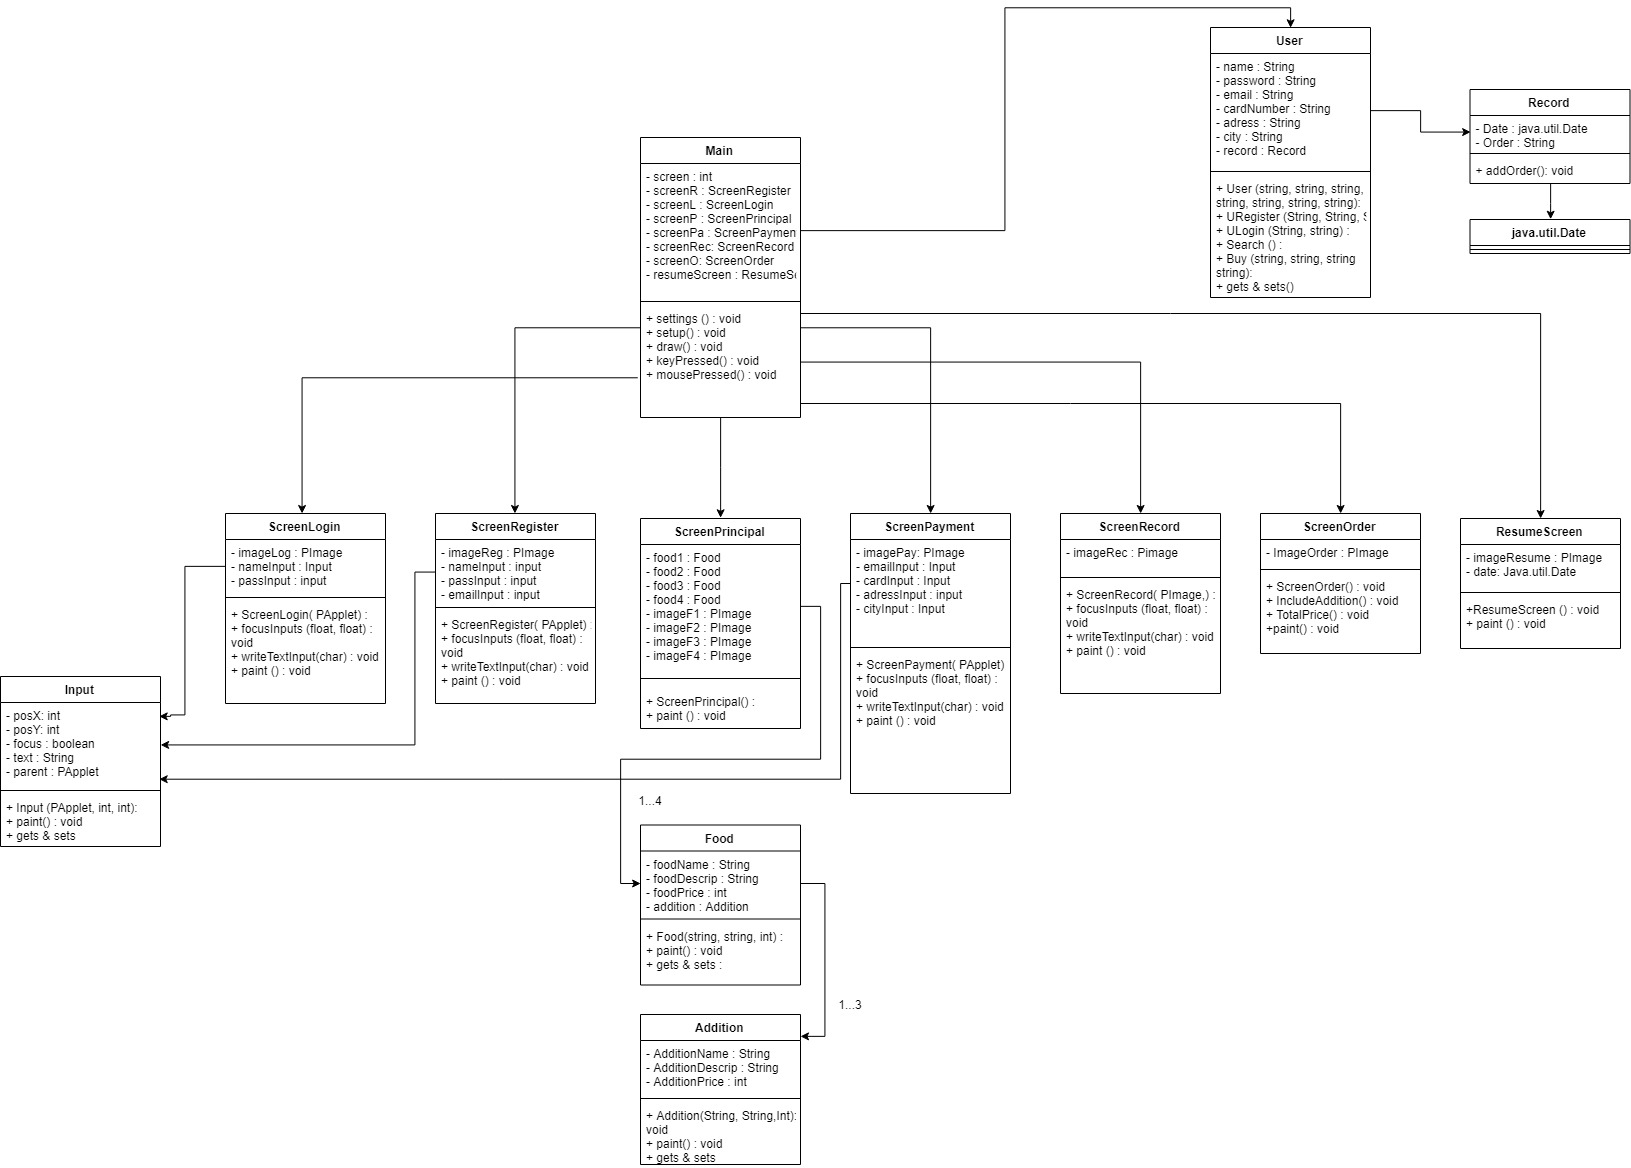 User
- name : String
- password : String
- email : String
- cardNumber : String
- adress : String
- city : String
- record : Record
+ User (string, string, string,
string, string, string, string):
+ URegister (String, String, S
+ ULogin (String, string) :
+ Search () :
+ Buy (string, string, string
string):
+ gets & sets()
Record
- Date : java.util.Date
- Order : String
+ addOrder(): void
java.util.Date
Main
- screen : int
- screenR : ScreenRegister
- screenL : ScreenLogin
- screenP : ScreenPrincipal
- screenPa : ScreenPaymen
- screenRec: ScreenRecord
- screenO: ScreenOrder
- resumeScreen : ResumeSc
+ settings () : void
+ setup() : void
+ draw() : void
+ keyPressed() : void
+ mousePressed() : void
ScreenLogin
- imageLog : PImage
- nameInput : Input
- passInput : input
+ ScreenLogin( PApplet) :
+ focusInputs (float, float) :
void
+ writeTextInput(char) : void
+ paint () : void
ScreenRegister
- imageReg : PImage
- nameInput : input
- passInput : input
- emailInput : input
+ ScreenRegister( PApplet) :
+ focusInputs (float, float) :
void
+ writeTextInput(char) : void
+ paint () : void
ScreenPrincipal
- food1 : Food
- food2 : Food
- food3 : Food
- food4 : Food
- imageF1 : PImage
- imageF2 : PImage
- imageF3 : PImage
- imageF4 : PImage
+ ScreenPrincipal() :
+ paint () : void
ScreenPayment
- imagePay: PImage
- emailInput : Input
- cardInput : Input
- adressInput : input
- cityInput : Input
+ ScreenPayment( PApplet)
+ focusInputs (float, float) :
void
+ writeTextInput(char) : void
+ paint () : void
ScreenRecord
- imageRec : Pimage
+ ScreenRecord( PImage,) :
+ focusInputs (float, float) :
void
+ writeTextInput(char) : void
+ paint () : void
ScreenOrder
- ImageOrder : PImage
+ ScreenOrder() : void
+ IncludeAddition() : void
+ TotalPrice() : void
+paint() : void
ResumeScreen
- imageResume : PImage
- date: Java.util.Date
+ResumeScreen () : void
+ paint () : void
Input
- posX: int
- posY: int
- focus : boolean
- text : String
- parent : PApplet
+ Input (PApplet, int, int):
+ paint() : void
+ gets & sets
1...4
Food
- foodName : String
- foodDescrip : String
- foodPrice : int
- addition : Addition
+ Food(string, string, int) :
+ paint() : void
+ gets & sets :
1...3
Addition
- AdditionName : String
- AdditionDescrip : String
- AdditionPrice : int
+ Addition(String, String,Int):
void
+ paint() : void
+ gets & sets